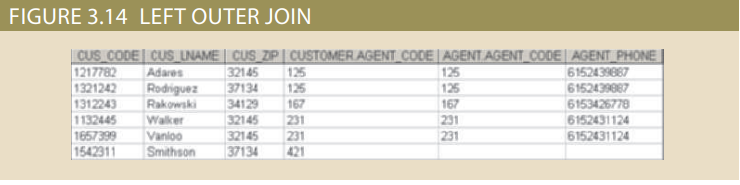 FIGURE 3.14 LEFT OUTER JOIN
CUS_CODE CUS_LNAME CUS_ZIP CUSTOMER.AGENT_CODE AGENT.AGENT_CODE AGENT_PHONE
1217782 Adares 32145 125 125 6152439887
1321242 Rodriguez 37134 125 125 6152439887
1312243 Rakowski 34129 167 167 6153426778
1132445 Walker 32145 231 231 6152431124
1657399 Vanloo 32145 231 231 6152431124
1542311 Smithson 37134 421